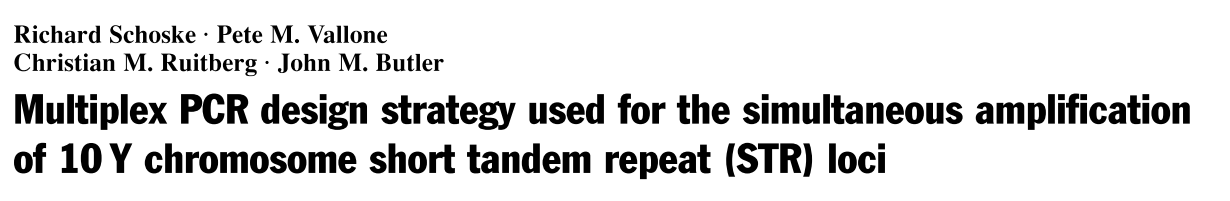 Richard Schoske · Pete M. Vallone
Christian M. Ruitberg · John M. Butler
Multiplex PCR design strategy used for the simultaneous amplification
of 10 Y chromosome short tandem repeat (STR) loci